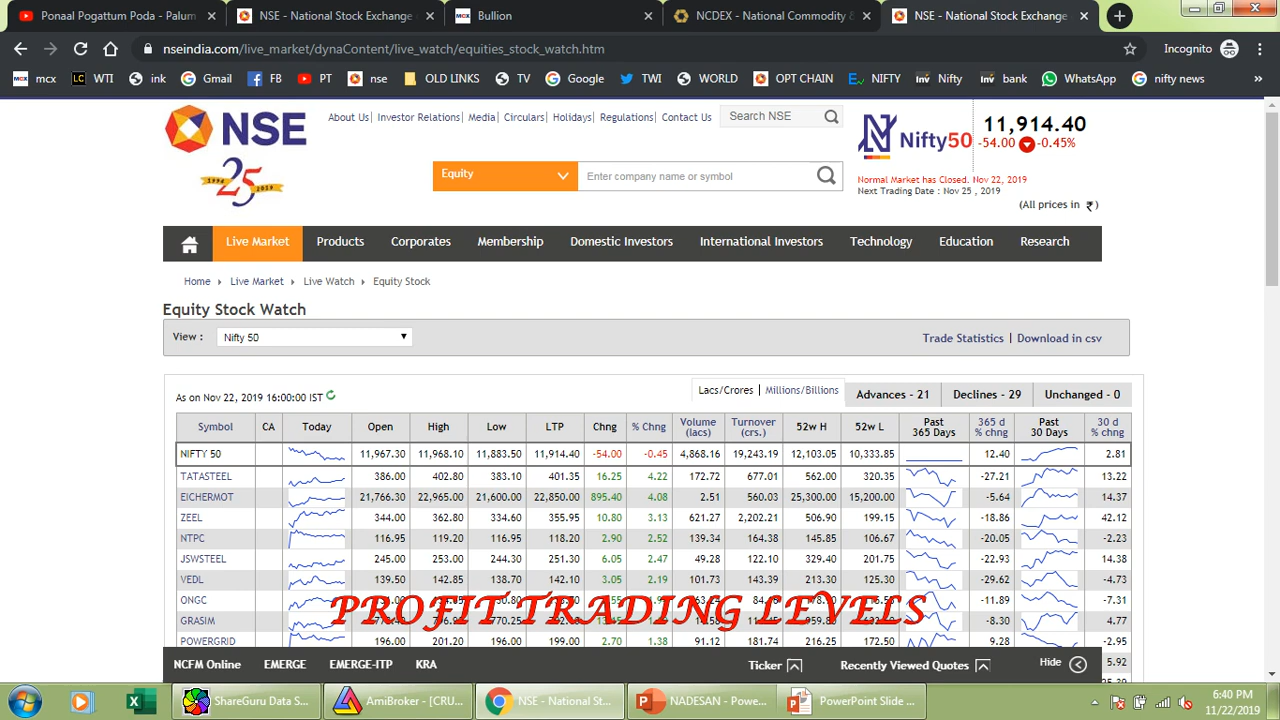 Ponaal Pogattum Poda - Palum
NSE - National Stock Exchange
Bullion
NCDEX - National Commodity &
NSE - National Stock Exchange
nseindia.com/live_market/dynaContent/live_watch/equities_stock_watch.htm
Incognito
mcx WTI ink Gmail FB PT nse OLD LINKS TV Google TWI WORLD OPT CHAIN NIFTY Nifty bank WhatsApp nifty news »
NSE
1994 25 2019
About Us| Investor Relations| Media| Circulars| Holidays| Regulations| Contact Us
Search NSE
Equity
Enter company name or symbol
Nifty50
11,914.40
-54.00 -0.45%
Normal Market has Closed. Nov 22, 2019
Next Trading Date : Nov 25 , 2019
(All prices in ₹ )
Live Market Products Corporates Membership Domestic Investors International Investors Technology Education Research
Home Live Market Live Watch Equity Stock
Equity Stock Watch
View : Nifty 50
Trade Statistics | Download in csv
As on Nov 22, 2019 16:00:00 IST
Lacs/Crores | Millions/Billions
Advances - 21 Declines - 29 Unchanged - 0
Symbol CA Today Open High Low LTP Chng % Chng Volume (lacs) Turnover (crs.) 52w H 52w L Past 365 Days 365 d % chng Past 30 Days 30 d % chng
NIFTY 50 11,967.30 11,968.10 11,883.50 11,914.40 -54.00 -0.45 4,868.16 19,243.19 12,103.05 10,333.85 12.40 2.81
TATASTEEL 386.00 402.80 383.10 401.35 16.25 4.22 172.72 677.01 562.00 320.35 -27.21 13.22
EICHERMOT 21,766.30 22,965.00 21,600.00 22,850.00 895.40 4.08 2.51 560.03 25,300.00 15,200.00 -5.64 14.37
ZEEL 344.00 362.80 334.60 355.95 10.80 3.13 621.27 2,202.21 506.90 199.15 -18.86 42.12
NTPC 116.95 119.20 116.95 118.20 2.90 2.52 139.34 164.38 145.85 106.67 -20.05 -2.23
JSWSTEEL 245.00 253.00 244.30 251.30 6.05 2.47 49.28 122.10 329.40 201.75 -22.93 14.38
VEDL 139.50 142.85 138.70 142.10 3.05 2.19 101.73 143.39 213.30 125.30 -29.62 -4.73
ONGC -11.89 -7.31
PROFIT TRADING LEVELS
GRASIM -8.30 4.77
POWERGRID 196.00 201.20 196.00 199.00 2.70 1.38 91.12 181.74 216.25 172.50 9.28 -2.95
5.92
NCFM Online EMERGE EMERGE-ITP KRA Ticker Recently Viewed Quotes Hide
ShareGuru Data S...
AmiBroker - [CRU...
NSE - National St...
NADESAN - Powe...
PowerPoint Slide ...
6:40 PM
11/22/2019